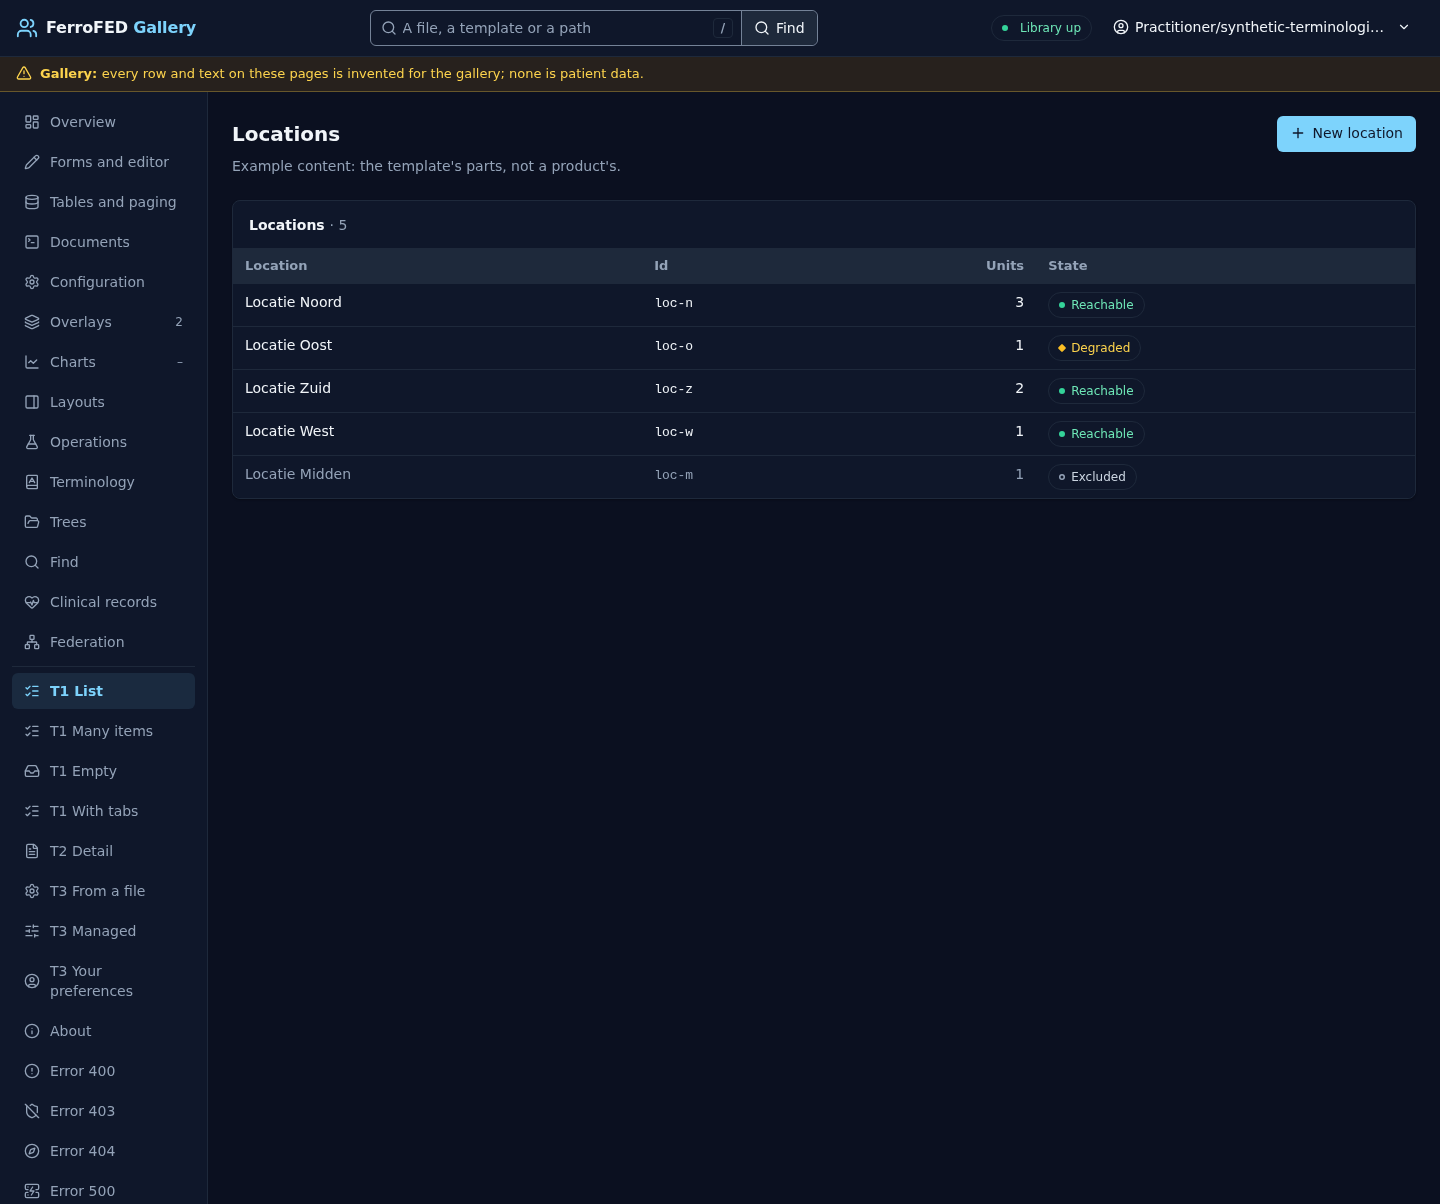 FerroFED Gallery
A file, a template or a path
/
Find
Library up
Practitioner/synthetic-terminologi...
Gallery: every row and text on these pages is invented for the gallery; none is patient data.
Overview
Forms and editor
Tables and paging
Documents
Configuration
Overlays 2
Charts –
Layouts
Operations
Terminology
Trees
Find
Clinical records
Federation
T1 List
T1 Many items
T1 Empty
T1 With tabs
T2 Detail
T3 From a file
T3 Managed
T3 Your
preferences
About
Error 400
Error 403
Error 404
Error 500
Locations
New location
Example content: the template's parts, not a product's.
Locations · 5
Location Id Units State
Locatie Noord loc-n 3 Reachable
Locatie Oost loc-o 1 Degraded
Locatie Zuid loc-z 2 Reachable
Locatie West loc-w 1 Reachable
Locatie Midden loc-m 1 Excluded